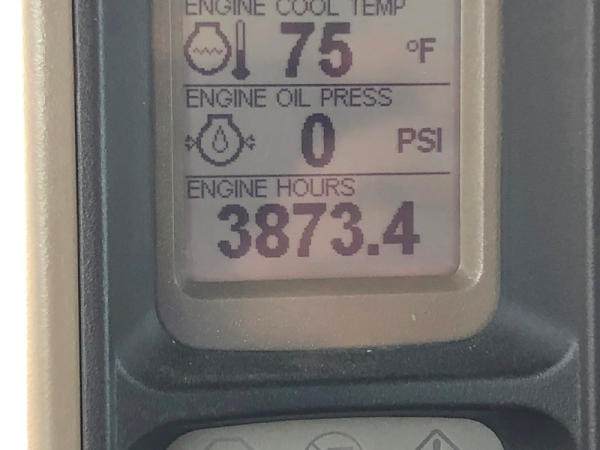 ENGINE COOL TEMP
75 °F
ENGINE OIL PRESS
0 PSI
ENGINE HOURS
3873.4